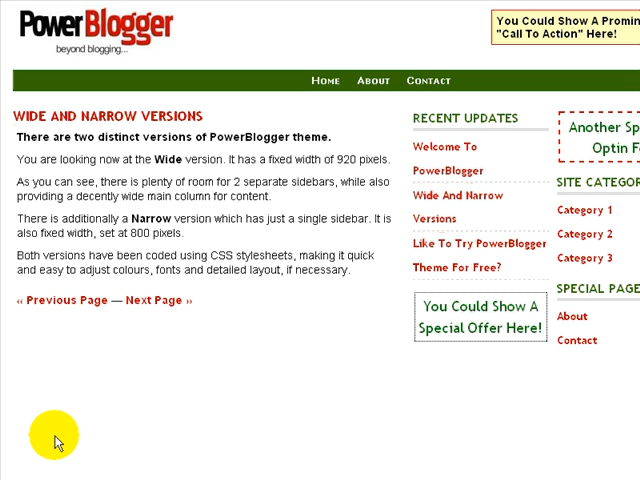 PowerBlogger
beyond blogging...
You Could Show A
"Call To Action" Here!
HOME ABOUT CONTACT
WIDE AND NARROW VERSIONS
There are two distinct versions of PowerBlogger theme.
You are looking now at the Wide version. It has a fixed width of 920 pixels.
As you can see, there is plenty of room for 2 separate sidebars, while also
providing a decently wide main column for content.
There is additionally a Narrow version which has just a single sidebar. It is
also fixed width, set at 800 pixels.
Both versions have been coded using CSS stylesheets, making it quick
and easy to adjust colours, fonts and detailed layout, if necessary.
‹‹ Previous Page — Next Page ››
RECENT UPDATES
Welcome To
PowerBlogger
Wide And Narrow
Versions
Like To Try PowerBlogger
Theme For Free?
You Could Show A
Special Offer Here!
Another
Optin
SITE
Category 1
Category 2
Category 3
SPECIAL
About
Contact